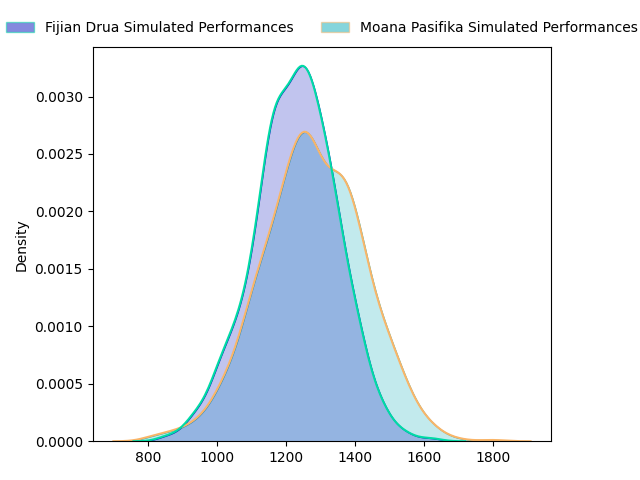 Fijian Drua Simulated Performances Moana Pasifika Simulated Performances
0.0030
0.0025
0.0020
0.0015
0.0010
0.0005
0.0000
Density
800 1000 1200 1400 1600 1800